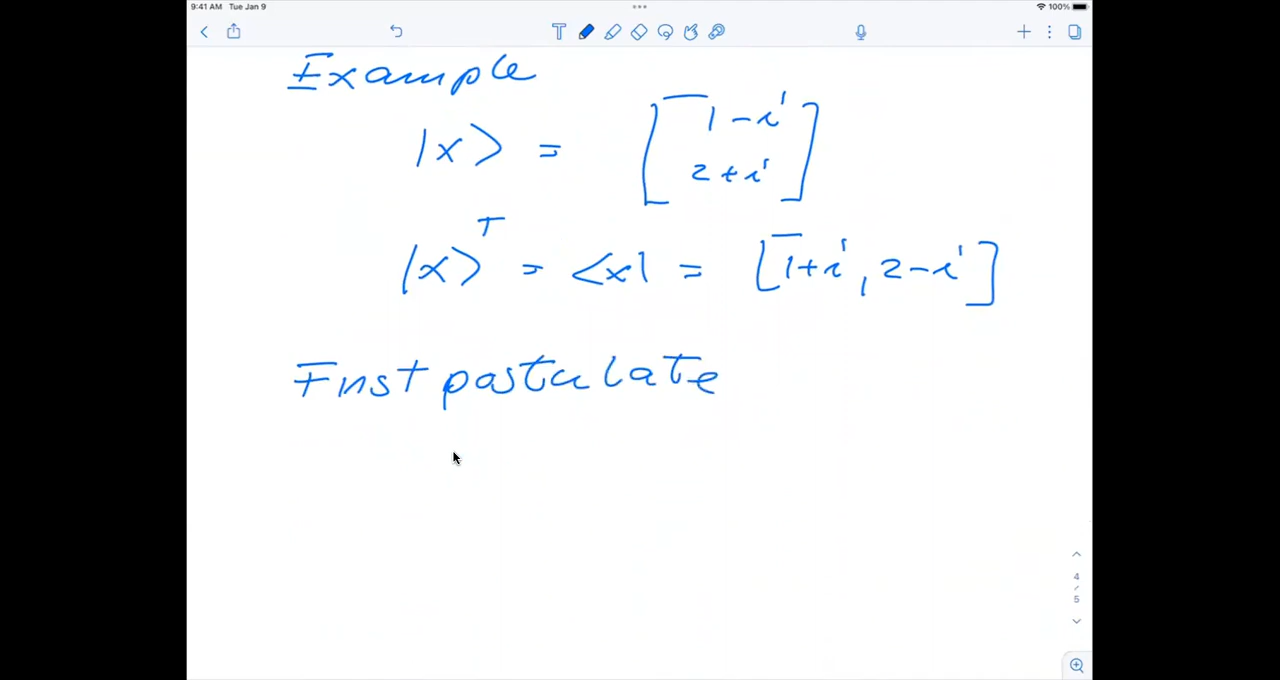 9:41 AM Tue Jan 9
100%
Example
|x> = [1-i
2+i]
|x>† = <x| = [1+i, 2-i]
First postulate
4
5